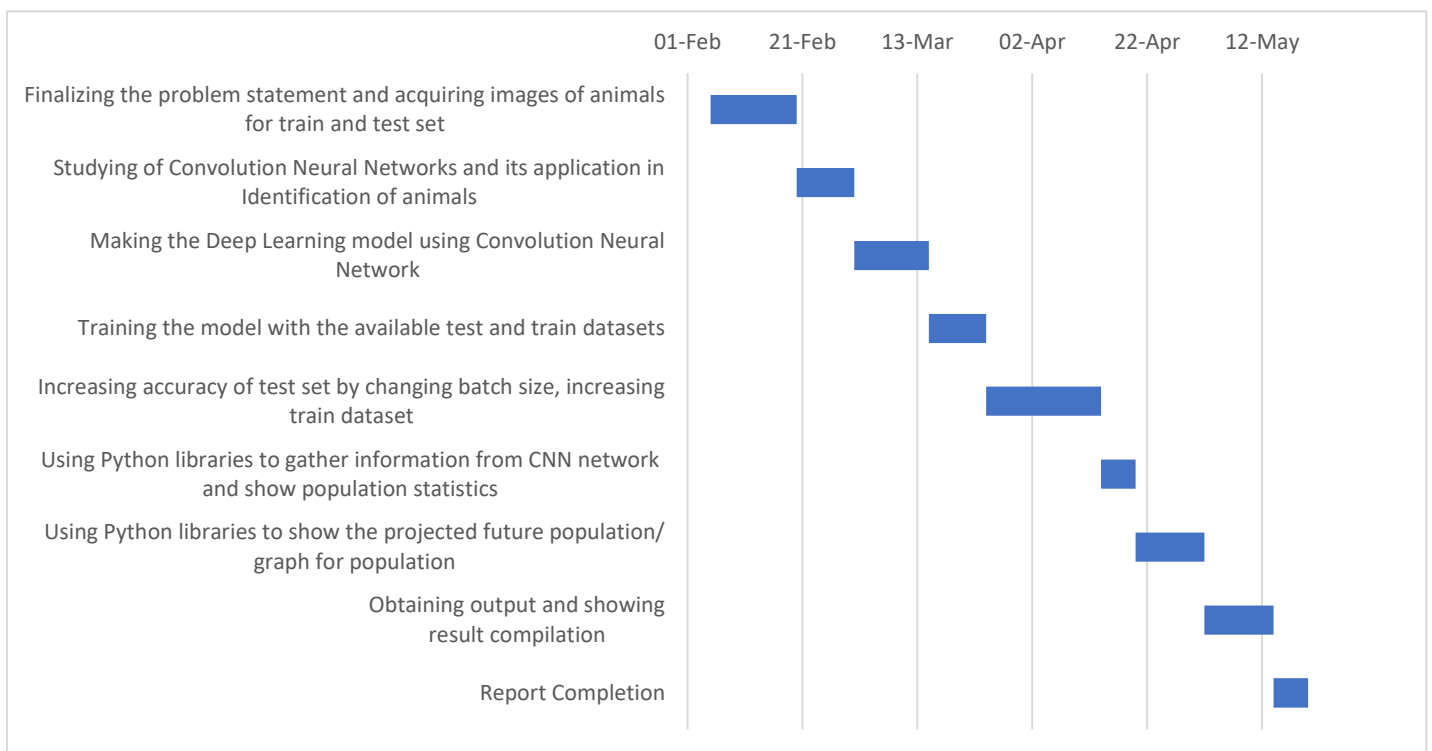 01-Feb 21-Feb 13-Mar 02-Apr 22-Apr 12-May
Finalizing the problem statement and acquiring images of animals
for train and test set
Studying of Convolution Neural Networks and its application in
Identification of animals
Making the Deep Learning model using Convolution Neural
Network
Training the model with the available test and train datasets
Increasing accuracy of test set by changing batch size, increasing
train dataset
Using Python libraries to gather information from CNN network
and show population statistics
Using Python libraries to show the projected future population/
graph for population
Obtaining output and showing
result compilation
Report Completion